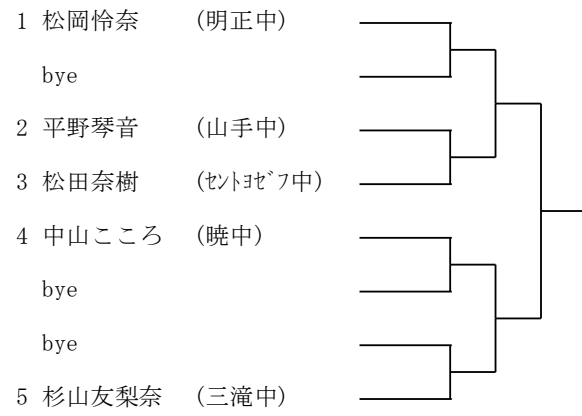 1 松岡怜奈 (明正中)
bye
2 平野琴音 (山手中)
3 松田奈樹 (ｾﾝﾄﾖｾﾞﾌ中)
4 中山こころ (暁中)
bye
bye
5 杉山友梨奈 (三滝中)